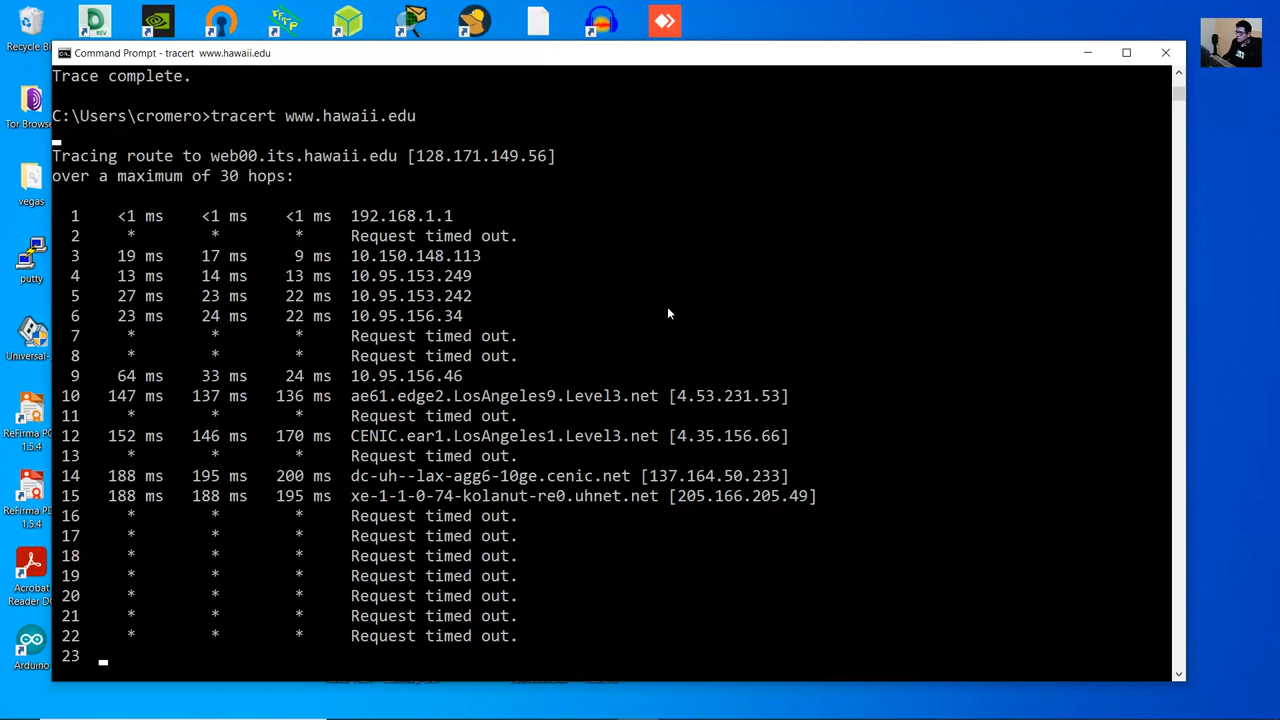 Recycle Bi
REV
Command Prompt - tracert  www.hawaii.edu
Trace complete.
C:\Users\cromero>tracert www.hawaii.edu
Tracing route to web00.its.hawaii.edu [128.171.149.56]
over a maximum of 30 hops:
1 <1 ms <1 ms <1 ms 192.168.1.1
2 * * * Request timed out.
3 19 ms 17 ms 9 ms 10.150.148.113
4 13 ms 14 ms 13 ms 10.95.153.249
5 27 ms 23 ms 22 ms 10.95.153.242
6 23 ms 24 ms 22 ms 10.95.156.34
7 * * * Request timed out.
8 * * * Request timed out.
9 64 ms 33 ms 24 ms 10.95.156.46
10 147 ms 137 ms 136 ms ae61.edge2.LosAngeles9.Level3.net [4.53.231.53]
11 * * * Request timed out.
12 152 ms 146 ms 170 ms CENIC.ear1.LosAngeles1.Level3.net [4.35.156.66]
13 * * * Request timed out.
14 188 ms 195 ms 200 ms dc-uh--lax-agg6-10ge.cenic.net [137.164.50.233]
15 188 ms 188 ms 195 ms xe-1-1-0-74-kolanut-re0.uhnet.net [205.166.205.49]
16 * * * Request timed out.
17 * * * Request timed out.
18 * * * Request timed out.
19 * * * Request timed out.
20 * * * Request timed out.
21 * * * Request timed out.
22 * * * Request timed out.
23
Tor Browse
vegas
putty
Universal-
ReFirma PD
1.5.4
ReFirma PD
1.5.4
Acrobat
Reader DC
Arduino